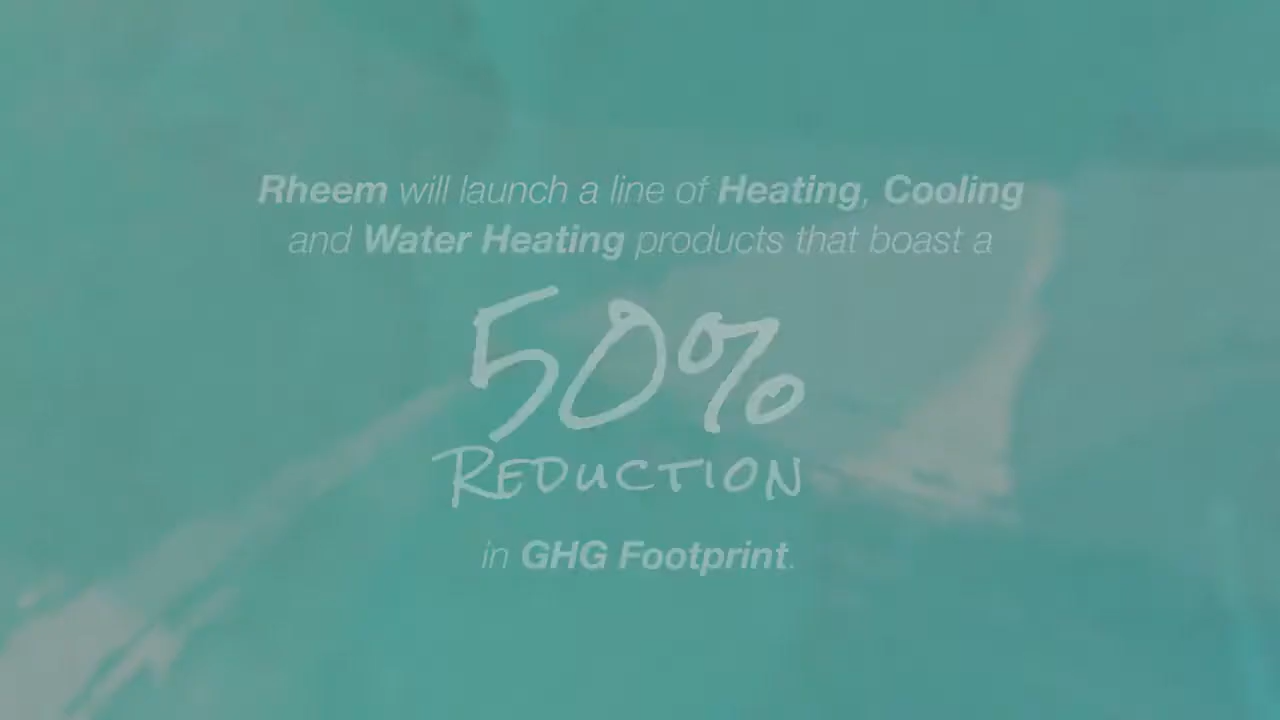 Rheem will launch a line of Heating, Cooling
and Water Heating products that boast a
50%
REDUCTION
in GHG Footprint.